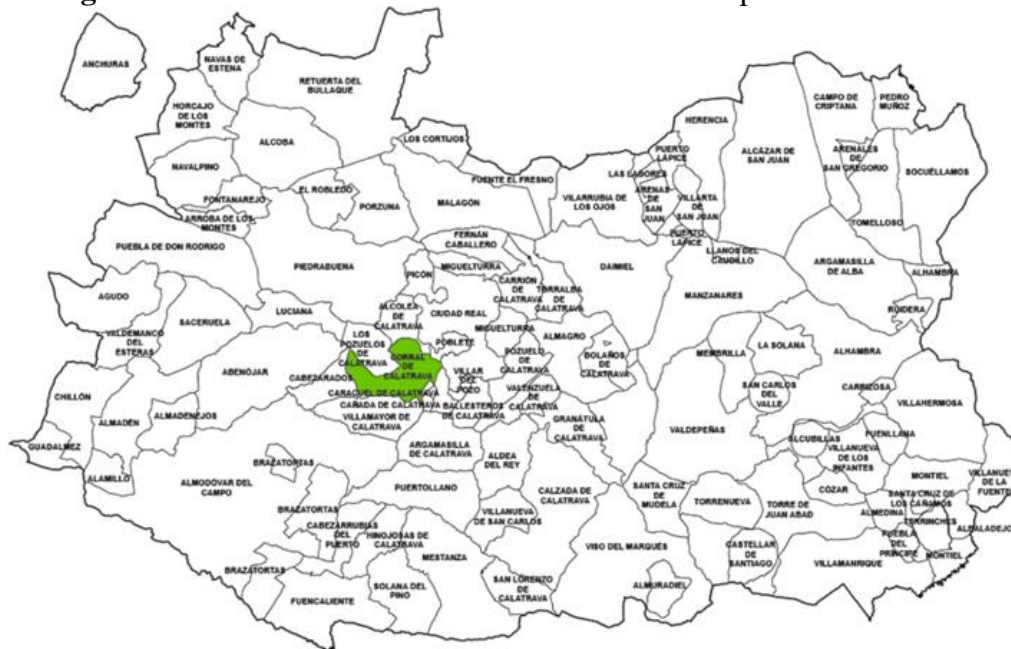 ANCHURAS
NAVAS DE
ESTENA
RETUERTA DEL
BULLAQUE
HORCAJO
DE LOS
MONTES
ALCOBA
LOS CORTIJOS
NAVALPINO
FONTANAREJO
EL ROBLEDO
PORZUNA
FUENTE EL FRESNO
MALAGÓN
ARROBA DE LOS
MONTES
PUEBLA DE DON RODRIGO
PIEDRABUENA
FERNÁN
CABALLERO
PICÓN
MIGUELTURRA
CARRIÓN
DE
CALATRAVA
TORRALBA
DE
CALATRAVA
DAIMIEL
VILARRUBIA DE
LOS OJOS
LAS LABORES
PUERTO
LÁPICE
ARENAS
DE
SAN
JUAN
VILLARTA
DE
SAN JUAN
PUERTO
LÁPICE
HERENCIA
ALCÁZAR DE
SAN JUAN
CAMPO DE
CRIPTANA
PEDRO
MUÑOZ
ARENALES
DE
SAN GREGORIO
SOCUÉLLAMOS
TOMELLOSO
LLANOS DEL
CAUDILLO
ARGAMASILLA
DE ALBA
ALHAMBRA
RUIDERA
MANZANARES
AGUDO
VALDEMANCO
DEL
ESTERAS
SACERUELA
LUCIANA
ALCOLEA
DE
CALATRAVA
CIUDAD REAL
LOS
POZUELOS
DE
CALATRAVA
CORRAL
DE
CALATRAVA
POBLETE
MIGUELTURRA
POZUELO
DE
CALATRAVA
ALMAGRO
BOLAÑOS
DE
CALATRAVA
MEMBRILLA
LA SOLANA
ALHAMBRA
SAN CARLOS
DEL
VALLE
CARRIZOSA
VILLAHERMOSA
ABENÓJAR
CABEZARADOS
CARACUEL DE CALATRAVA
CAÑADA DE CALATRAVA
VILLAMAYOR DE
CALATRAVA
VILLAR
DEL
POZO
BALLESTEROS
DE CALATRAVA
VALENZUELA
DE
CALATRAVA
GRANÁTULA
DE
CALATRAVA
VALDEPEÑAS
CHILLÓN
ALMADÉN
ALMADENEJOS
GUADALMEZ
ALAMILLO
ALMODÓVAR DEL
CAMPO
BRAZATORTAS
ARGAMASILLA
DE CALATRAVA
ALDEA
DEL REY
PUERTOLLANO
CALZADA DE
CALATRAVA
VILLANUEVA
DE SAN CARLOS
SANTA CRUZ
DE
MUDELA
TORRENUEVA
TORRE DE
JUAN ABAD
ALCUBILLAS
VILLANUEVA
DE LOS
INFANTES
FUENLLANA
CÓZAR
MONTIEL
VILLANUEVA
DE LA
FUENTE
SANTA CRUZ DE
LOS CÁÑAMOS
ALMEDINA
TERRINCHES
ALBALADEJO
PUEBLA
DEL
PRÍNCIPE
MONTIEL
BRAZATORTAS
CABEZARRUBIAS
DEL
PUERTO
HINOJOSAS DE
CALATRAVA
MESTANZA
BRAZATORTAS
FUENCALIENTE
SOLANA DEL
PINO
SAN LORENZO
DE
CALATRAVA
VISO DEL MARQUÉS
ALMURADIEL
CASTELLAR
DE
SANTIAGO
VILLAMANRIQUE